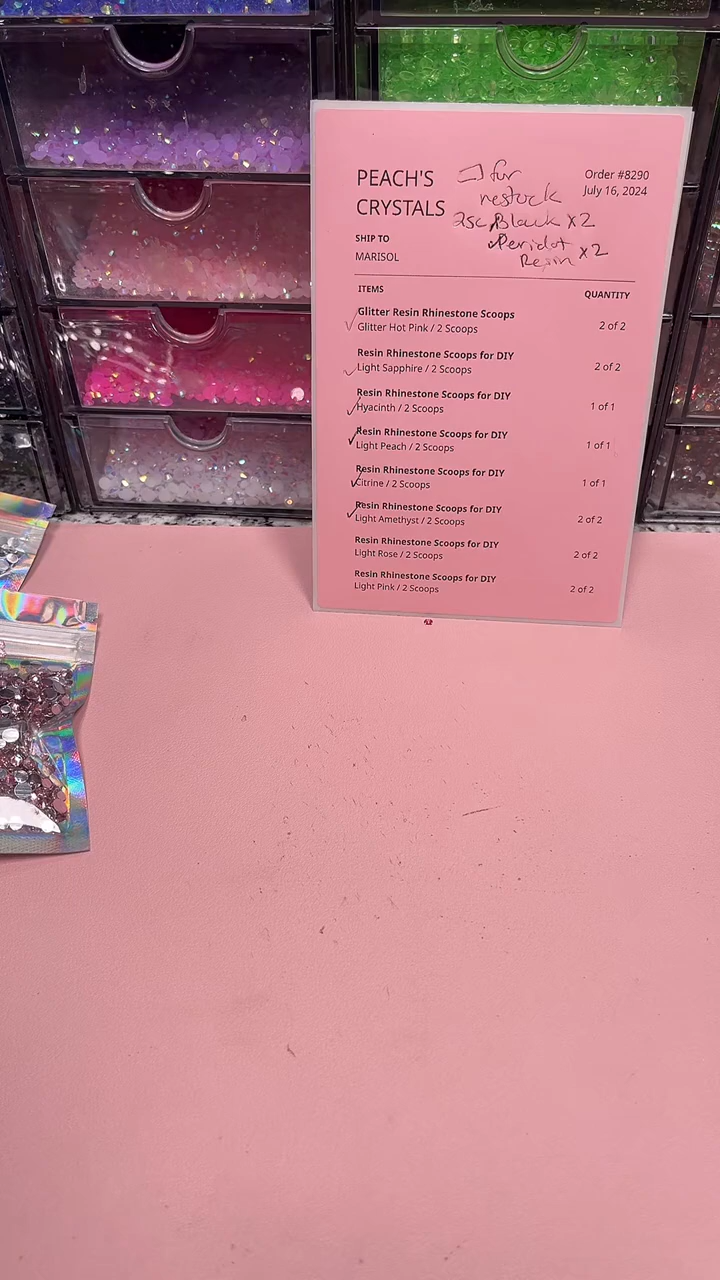 PEACH'S
CRYSTALS
for
restock
2sc Black x2
Peridot x2
Resin
Order #8290
July 16, 2024
SHIP TO
MARISOL
ITEMS QUANTITY
Glitter Resin Rhinestone Scoops
Glitter Hot Pink / 2 Scoops 2 of 2
Resin Rhinestone Scoops for DIY
Light Sapphire / 2 Scoops 2 of 2
Resin Rhinestone Scoops for DIY
Hyacinth / 2 Scoops 1 of 1
Resin Rhinestone Scoops for DIY
Light Peach / 2 Scoops 1 of 1
Resin Rhinestone Scoops for DIY
Citrine / 2 Scoops 1 of 1
Resin Rhinestone Scoops for DIY
Light Amethyst / 2 Scoops 2 of 2
Resin Rhinestone Scoops for DIY
Light Rose / 2 Scoops 2 of 2
Resin Rhinestone Scoops for DIY
Light Pink / 2 Scoops 2 of 2